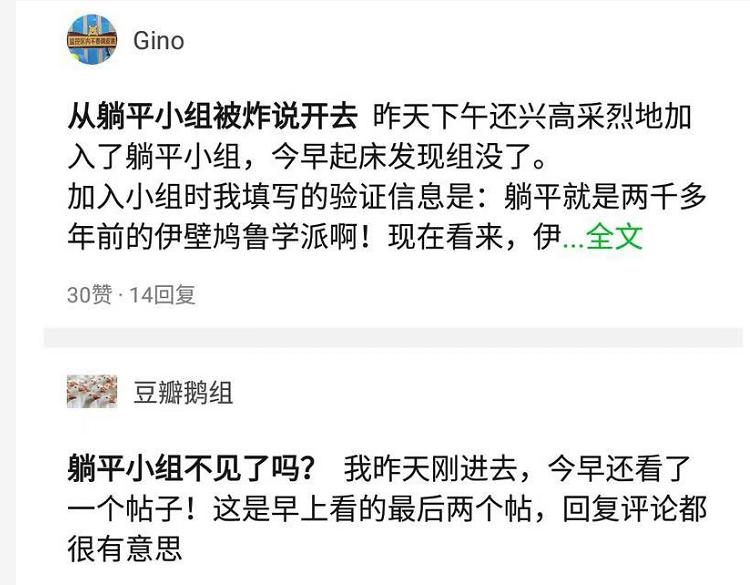 Gino
从躺平小组被炸说开去 昨天下午还兴高采烈地加
入了躺平小组，今早起床发现组没了。
加入小组时我填写的验证信息是：躺平就是两千多
年前的伊壁鸠鲁学派啊！现在看来，伊...全文
30赞 · 14回复
豆瓣鹅组
躺平小组不见了吗？ 我昨天刚进去，今早还看了
一个帖子！这是早上看的最后两个帖，回复评论都
很有意思